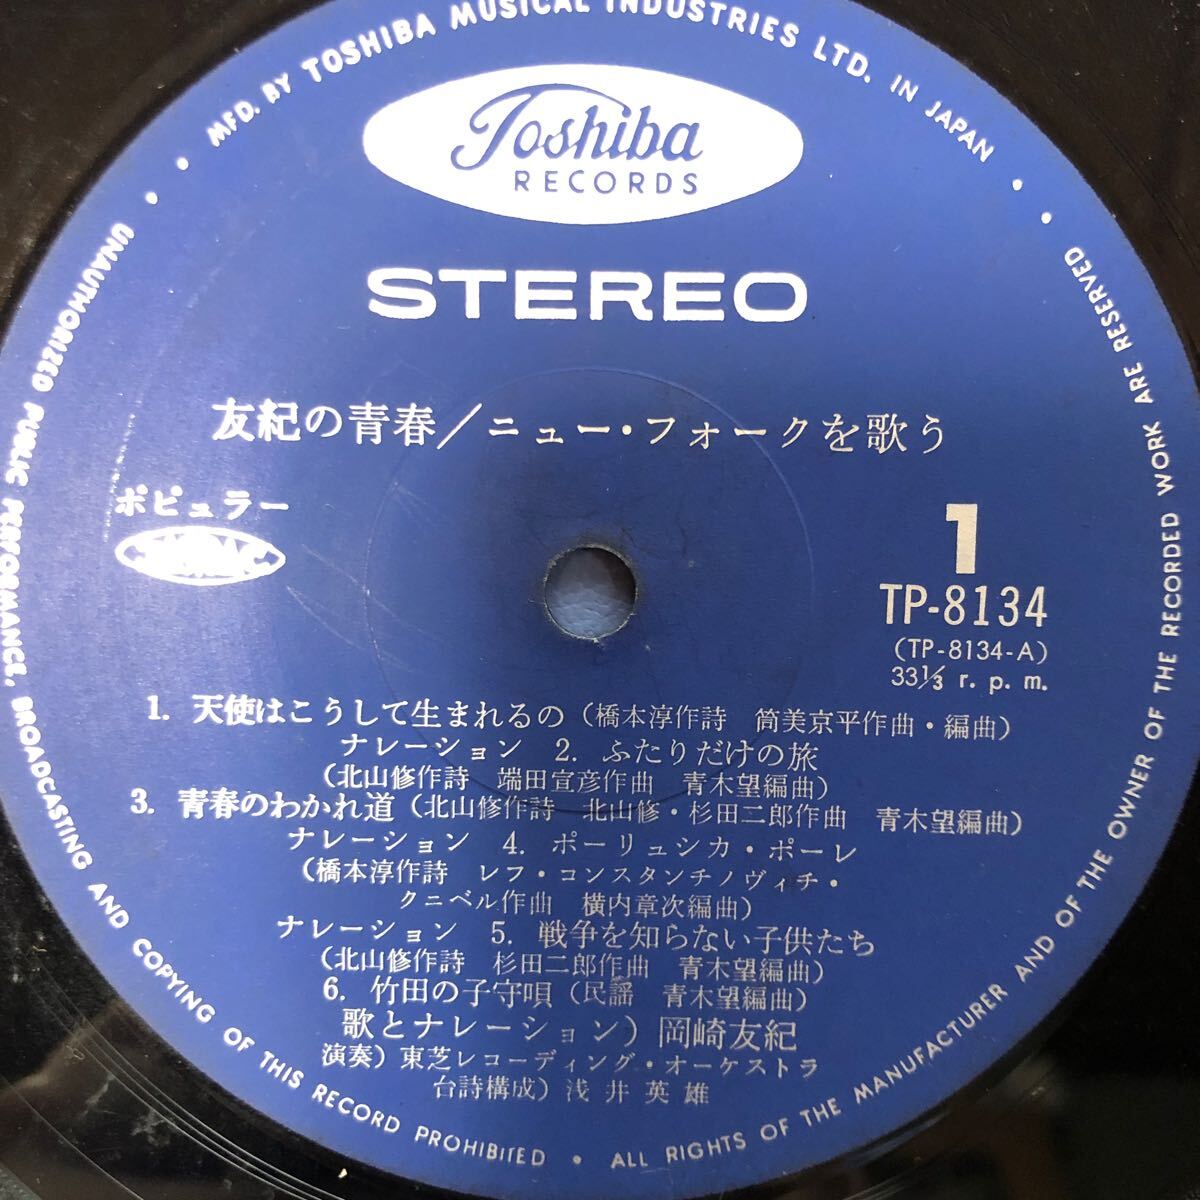 MFD. BY TOSHIBA MUSICAL INDUSTRIES LTD. IN JAPAN
Toshiba
RECORDS
STEREO
友紀の青春/ニュー・フォークを歌う
ポピュラー
1
TP-8134
(TP-8134-A)
33⅓ r. p. m.
1. 天使はこうして生まれるの (橋本淳作詩 筒美京平作曲・編曲)
ナレーション 2. ふたりだけの旅
(北山修作詩 端田宣彦作曲 青木望編曲)
3. 青春のわかれ道 (北山修作詩 北山修・杉田二郎作曲 青木望編曲)
ナレーション 4. ポーリュシカ・ポーレ
(橋本淳作詩 レフ・コンスタンチノヴィチ・
クニペル作曲 横内章次編曲)
ナレーション 5. 戦争を知らない子供たち
(北山修作詩 杉田二郎作曲 青木望編曲)
6. 竹田の子守唄 (民謡 青木望編曲)
歌とナレーション) 岡崎友紀
演奏) 東芝レコーディング・オーケストラ
台詩構成) 浅井英雄
UNAUTHORIZED PUBLIC PERFORMANCE, BROADCASTING AND COPYING OF THIS RECORD PROHIBITED • ALL RIGHTS OF THE MANUFACTURER AND OF THE OWNER OF THE RECORDED WORK ARE RESERVED